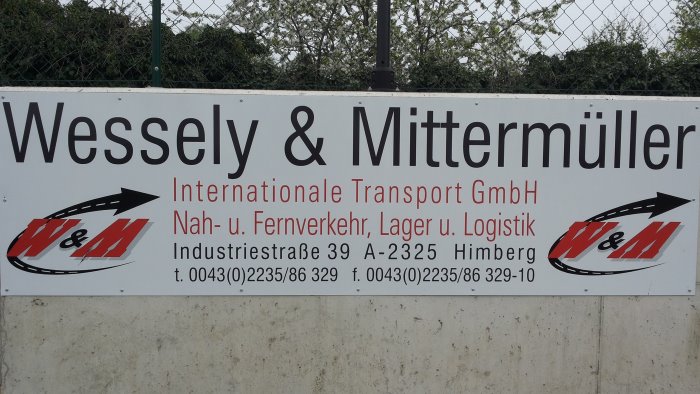 Wessely & Mittermüller
Internationale Transport GmbH
Nah- u. Fernverkehr, Lager u. Logistik
Industriestraße 39 A-2325 Himberg
t. 0043(0)2235/86 329 f. 0043(0)2235/86 329-10
W&M
W&M